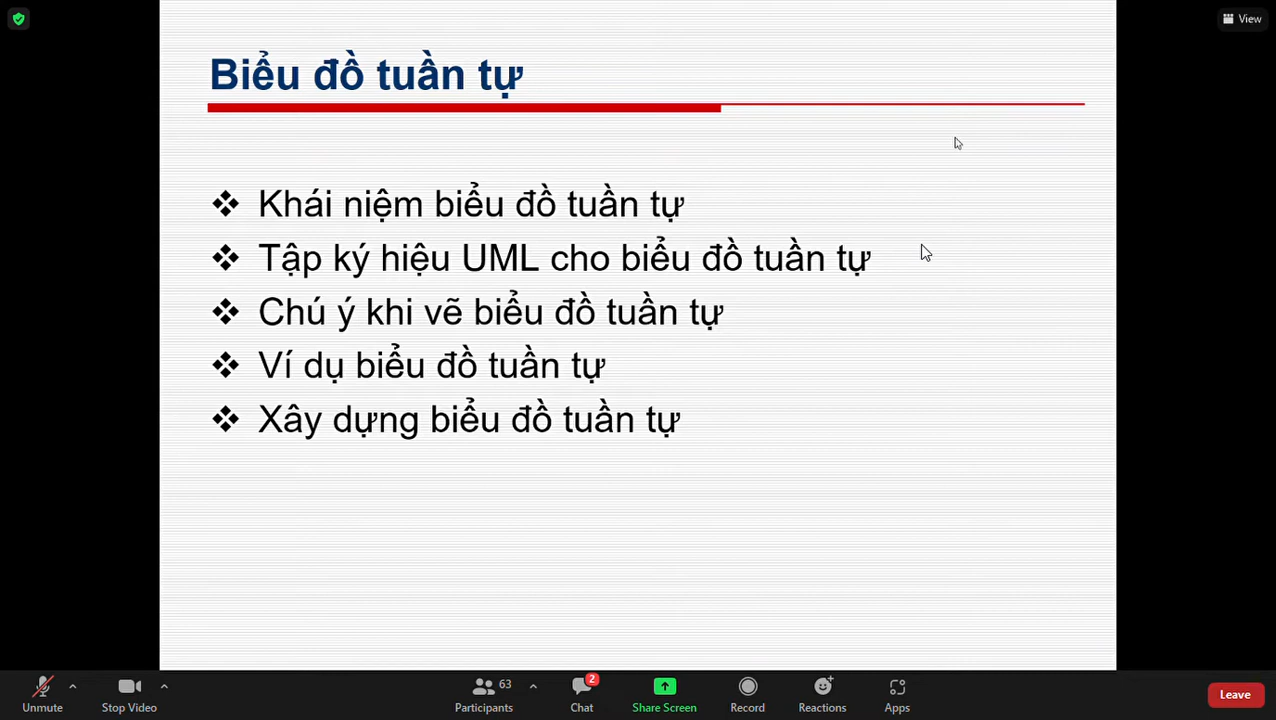 View
Biểu đồ tuần tự
❖ Khái niệm biểu đồ tuần tự
❖ Tập ký hiệu UML cho biểu đồ tuần tự
❖ Chú ý khi vẽ biểu đồ tuần tự
❖ Ví dụ biểu đồ tuần tự
❖ Xây dựng biểu đồ tuần tự
63
2
Unmute Stop Video Participants Chat Share Screen Record Reactions Apps Leave